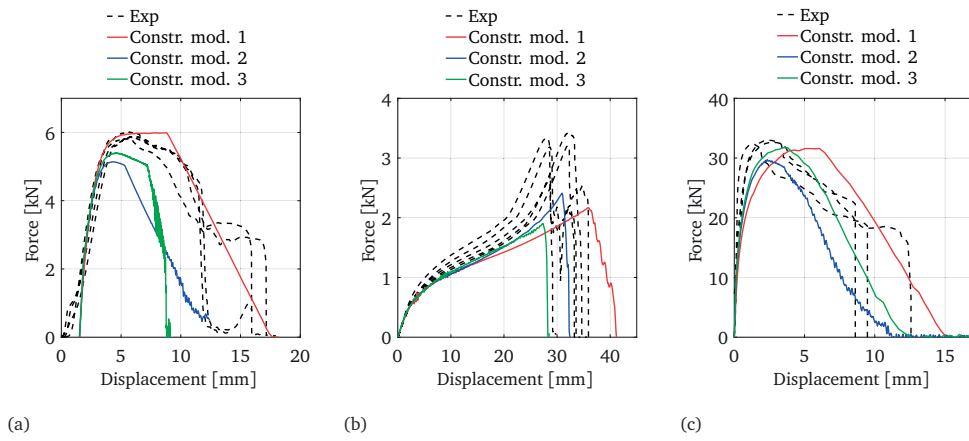 Exp
Constr. mod. 1
Constr. mod. 2
Constr. mod. 3
6
4
2
0
Force [kN]
0 5 10 15 20
Displacement [mm]
(a)
Exp
Constr. mod. 1
Constr. mod. 2
Constr. mod. 3
4
3
2
1
0
Force [kN]
0 10 20 30 40
Displacement [mm]
(b)
Exp
Constr. mod. 1
Constr. mod. 2
Constr. mod. 3
40
30
20
10
0
Force [kN]
0 5 10 15
Displacement [mm]
(c)